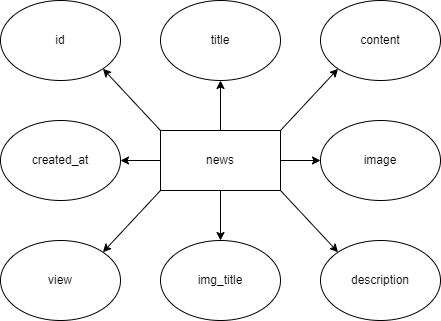 id
title
content
created_at
news
image
view
img_title
description